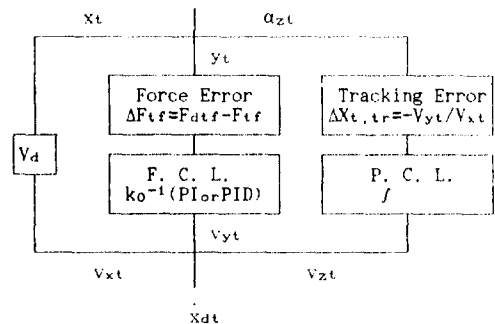 Xt αzt
yt
Force Error
ΔFtf=Fdtf-Ftf
Tracking Error
ΔXt,tr=-Vyt/Vxt
Vd
F. C. L.
ko⁻¹(PIorPID)
P. C. L.
∫
Vyt
Vxt Vzt
Xdt